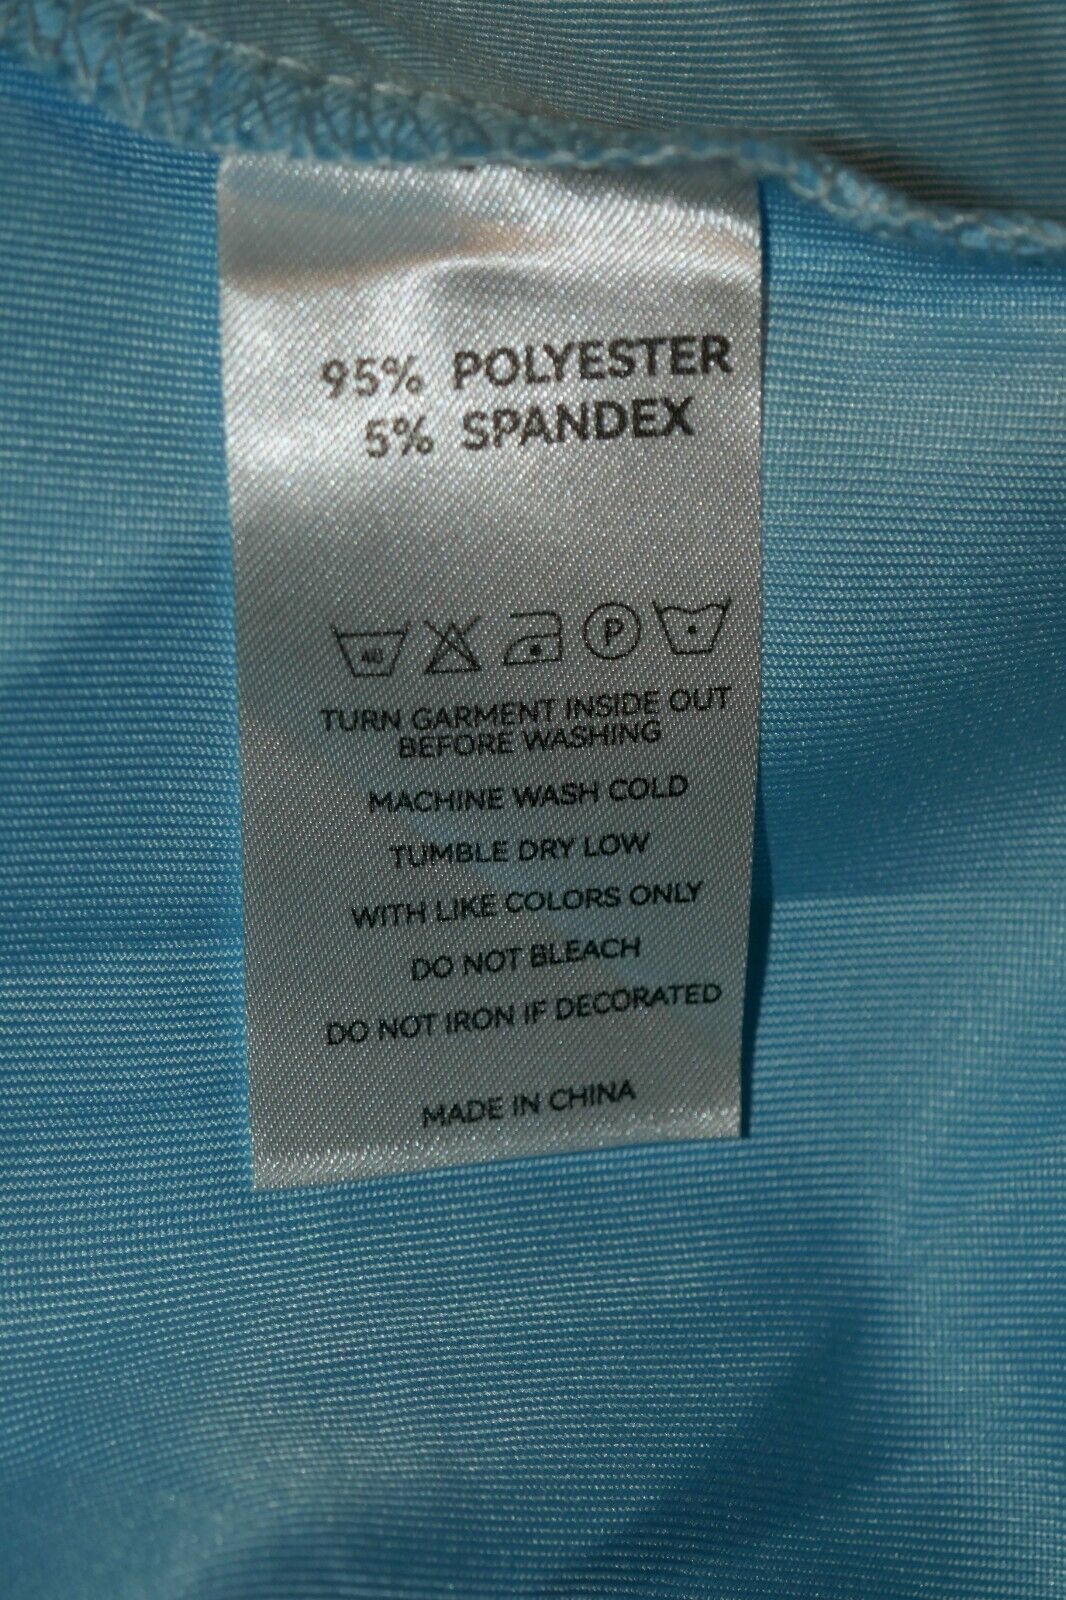 95% POLYESTER
5% SPANDEX
40 P
TURN GARMENT INSIDE OUT
BEFORE WASHING
MACHINE WASH COLD
TUMBLE DRY LOW
WITH LIKE COLORS ONLY
DO NOT BLEACH
DO NOT IRON IF DECORATED
MADE IN CHINA